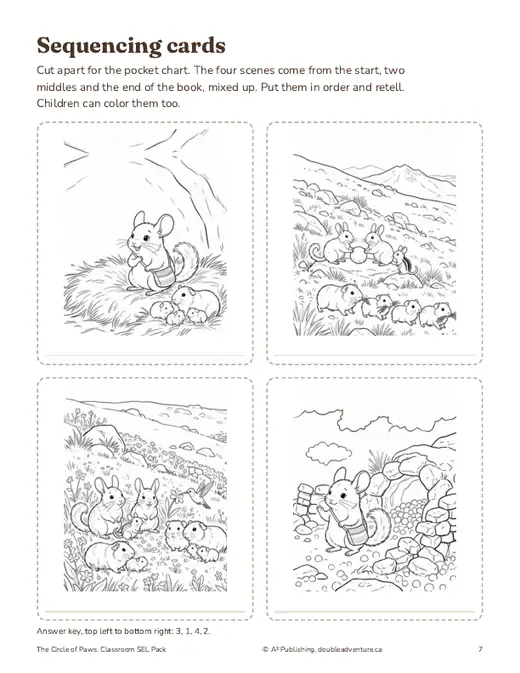 Sequencing cards
Cut apart for the pocket chart. The four scenes come from the start, two
middles and the end of the book, mixed up. Put them in order and retell.
Children can color them too.
Answer key, top left to bottom right: 3, 1, 4, 2.
The Circle of Paws. Classroom SEL Pack
© A² Publishing. doubleadventure.ca
7